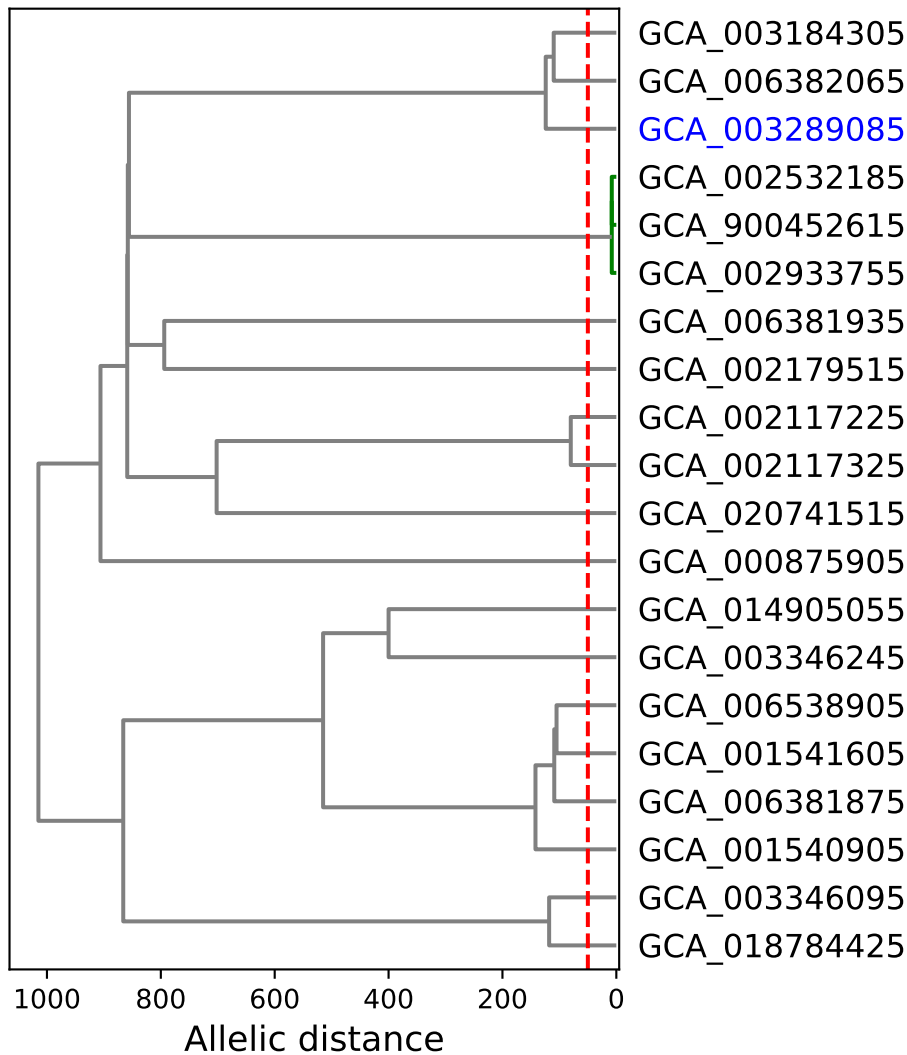 GCA_003184305
GCA_006382065
GCA_003289085
GCA_002532185
GCA_900452615
GCA_002933755
GCA_006381935
GCA_002179515
GCA_002117225
GCA_002117325
GCA_020741515
GCA_000875905
GCA_014905055
GCA_003346245
GCA_006538905
GCA_001541605
GCA_006381875
GCA_001540905
GCA_003346095
GCA_018784425
1000 800 600 400 200 0
Allelic distance